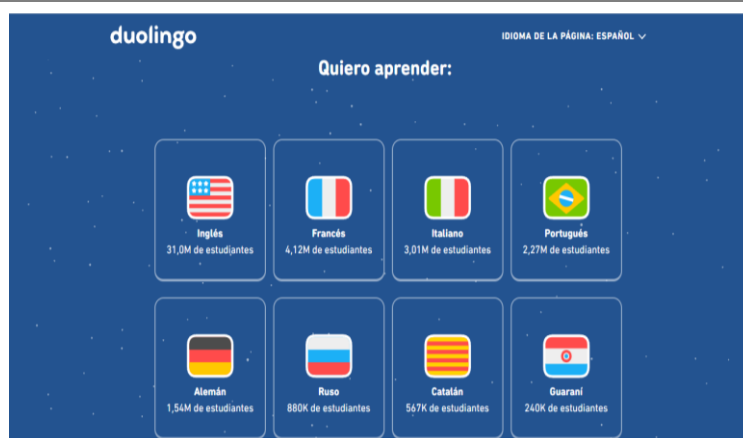 duolingo
IDIOMA DE LA PÁGINA: ESPAÑOL
Quiero aprender:
Inglés
31,0M de estudiantes
Francés
4,12M de estudiantes
Italiano
3,01M de estudiantes
Portugués
2,27M de estudiantes
Alemán
1,54M de estudiantes
Ruso
880K de estudiantes
Catalán
567K de estudiantes
Guaraní
240K de estudiantes